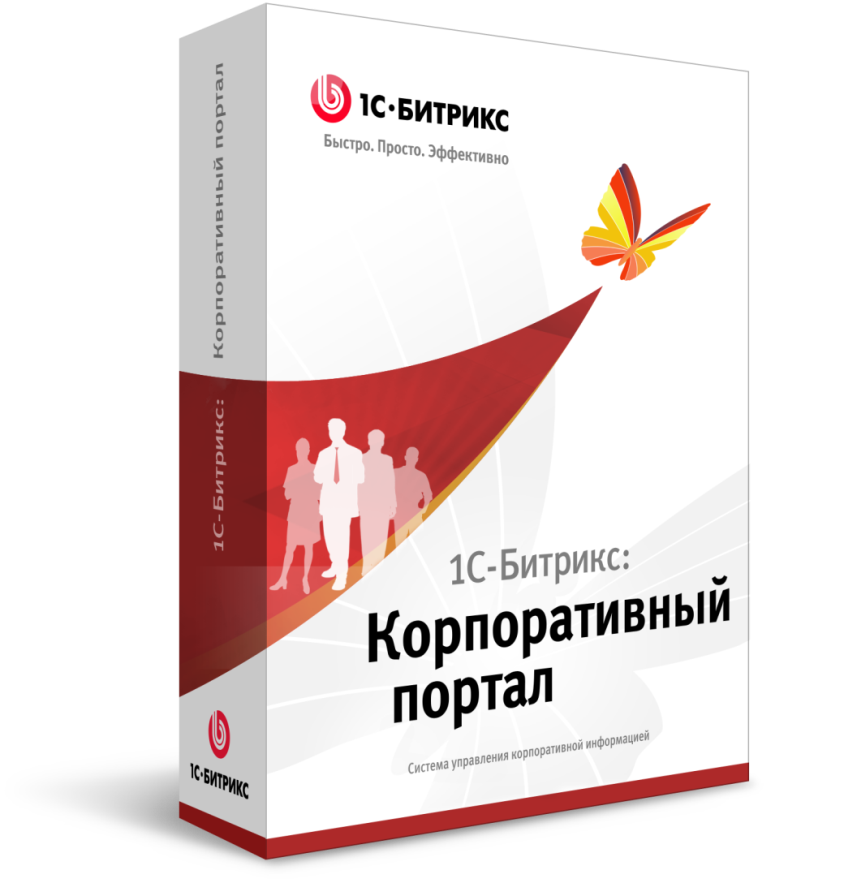 1С·БИТРИКС
Быстро. Просто. Эффективно
1С-Битрикс:
Корпоративный
портал
Система управления корпоративной информацией
1С-Битрикс: Корпоративный портал
1С·БИТРИКС